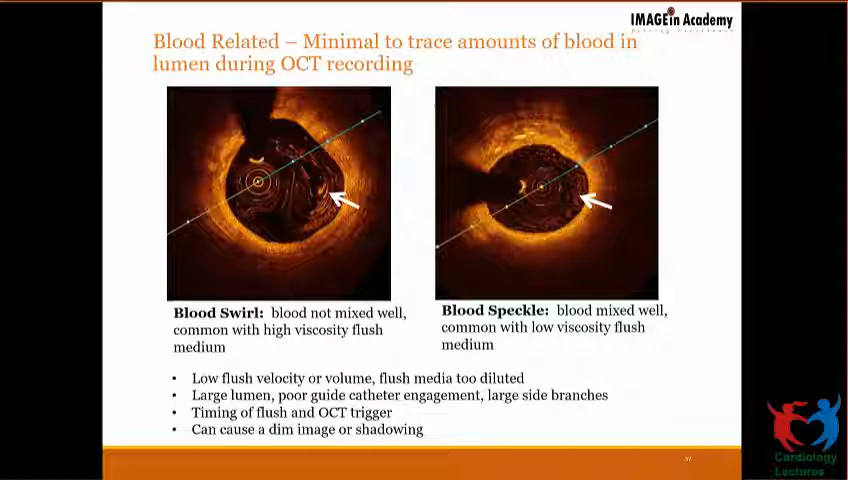 IMAGEin Academy
Blood Related – Minimal to trace amounts of blood in
lumen during OCT recording
Blood Swirl: blood not mixed well,
common with high viscosity flush
medium
Blood Speckle: blood mixed well,
common with low viscosity flush
medium
• Low flush velocity or volume, flush media too diluted
• Large lumen, poor guide catheter engagement, large side branches
• Timing of flush and OCT trigger
• Can cause a dim image or shadowing
37
Cardiology
Lectures